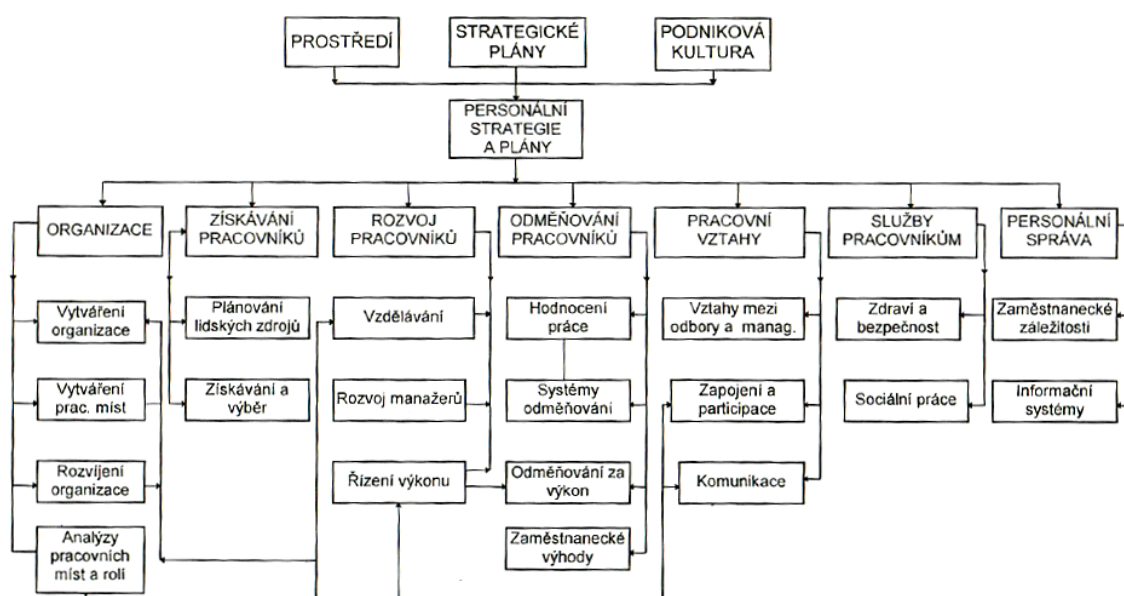 PROSTŘEDÍ
STRATEGICKÉ
PLÁNY
PODNIKOVÁ
KULTURA
PERSONÁLNÍ
STRATEGIE
A PLÁNY
ORGANIZACE
ZÍSKÁVÁNÍ
PRACOVNÍKŮ
ROZVOJ
PRACOVNÍKŮ
ODMĚŇOVÁNÍ
PRACOVNÍKŮ
PRACOVNÍ
VZTAHY
SLUŽBY
PRACOVNÍKŮM
PERSONÁLNÍ
SPRÁVA
Vytváření
organizace
Plánování
lidských zdrojů
Vzdělávání
Hodnocení
práce
Vztahy mezi
odbory a manag.
Zdraví a
bezpečnost
Zaměstnanecké
záležitosti
Vytváření
prac. míst
Získávání a
výběr
Rozvoj manažerů
Systémy
odměňování
Zapojení a
participace
Sociální práce
Informační
systémy
Rozvíjení
organizace
Řízení výkonu
Odměňování za
výkon
Komunikace
Analýzy
pracovních
míst a rolí
Zaměstnanecké
výhody